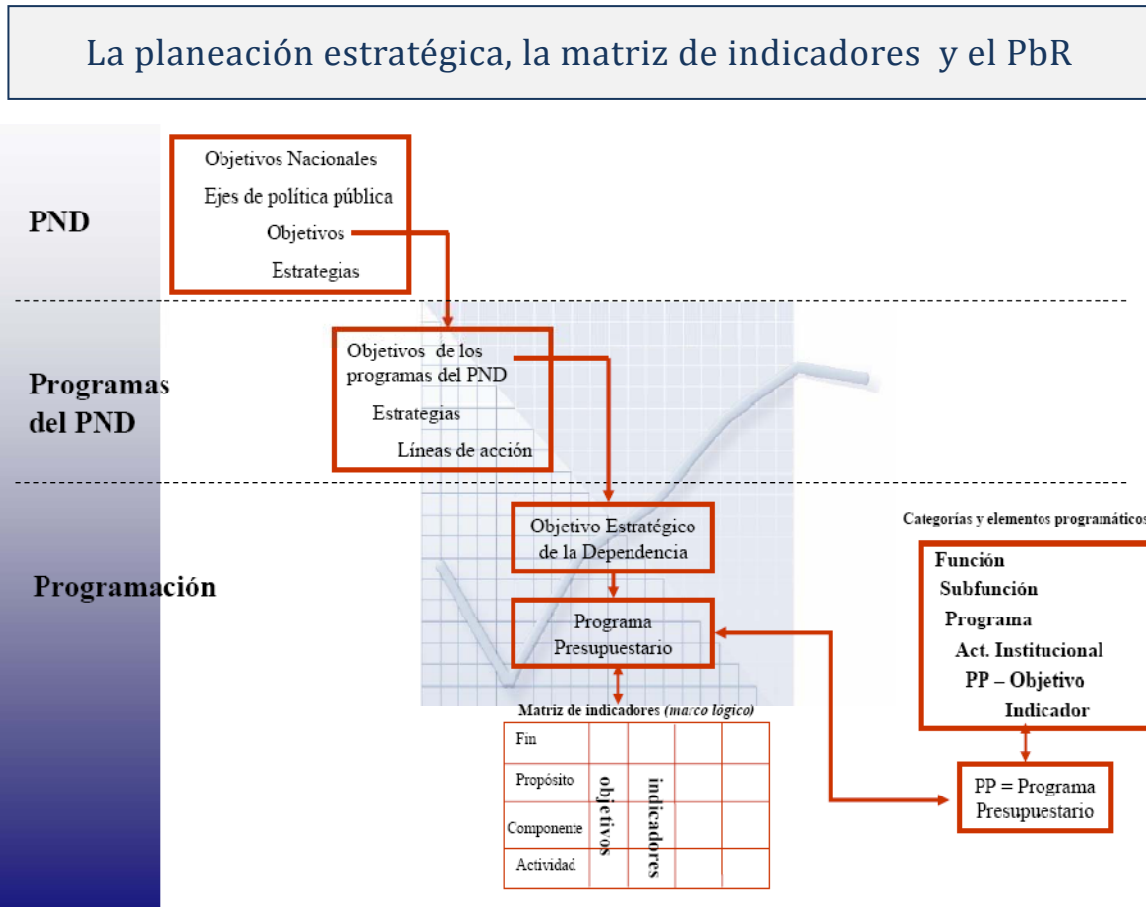 La planeación estratégica, la matriz de indicadores y el PbR
PND
Objetivos Nacionales
Ejes de política pública
Objetivos
Estrategias
Programas
del PND
Objetivos de los
programas del PND
Estrategias
Líneas de acción
Programación
Objetivo Estratégico
de la Dependencia
Programa
Presupuestario
Matriz de indicadores (marco lógico)
Fin
Propósito
Componente
Actividad
objetivos
indicadores
Categorías y elementos programáticos
Función
Subfunción
Programa
Act. Institucional
PP – Objetivo
Indicador
PP = Programa
Presupuestario